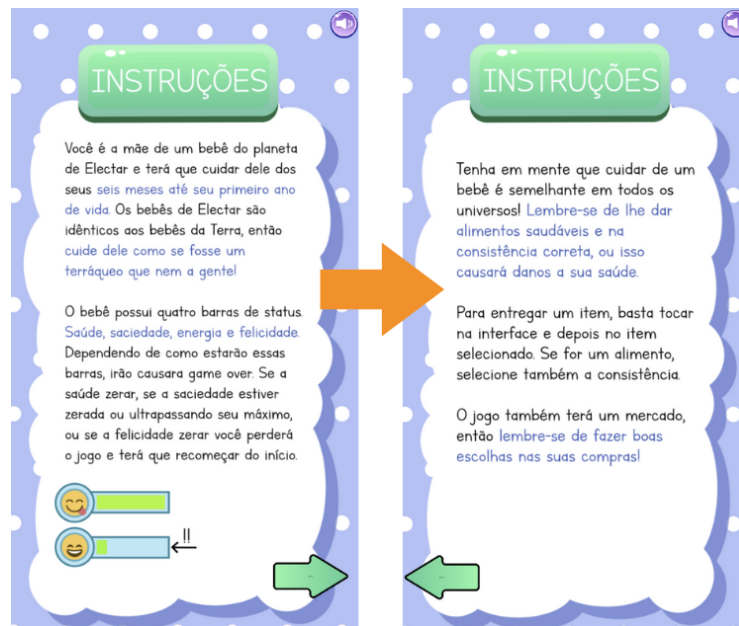 INSTRUÇÕES
Você é a mãe de um bebê do planeta
de Electar e terá que cuidar dele dos
seus seis meses até seu primeiro ano
de vida. Os bebês de Electar são
idênticos aos bebês da Terra, então
cuide dele como se fosse um
terráqueo que nem a gente!
O bebê possui quatro barras de status.
Saúde, saciedade, energia e felicidade.
Dependendo de como estarão essas
barras, irão causara game over. Se a
saúde zerar, se a saciedade estiver
zerada ou ultrapassando seu máximo,
ou se a felicidade zerar você perderá
o jogo e terá que recomeçar do início.
!!
INSTRUÇÕES
Tenha em mente que cuidar de um
bebê é semelhante em todos os
universos! Lembre-se de lhe dar
alimentos saudáveis e na
consistência correta, ou isso
causará danos a sua saúde.
Para entregar um item, basta tocar
na interface e depois no item
selecionado. Se for um alimento,
selecione também a consistência.
O jogo também terá um mercado,
então lembre-se de fazer boas
escolhas nas suas compras!